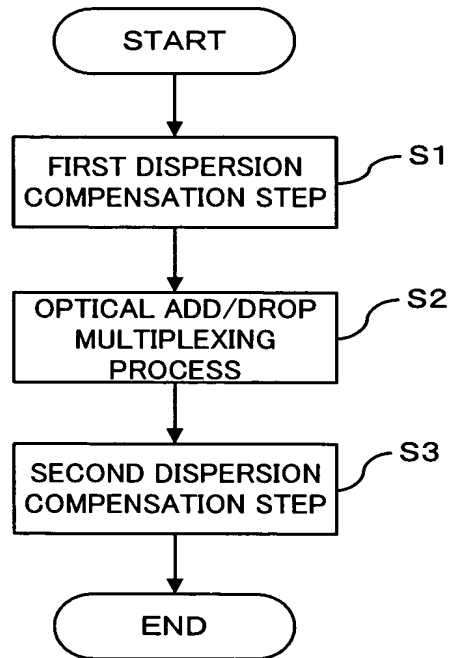 START
FIRST DISPERSION
COMPENSATION STEP
S1
OPTICAL ADD/DROP
MULTIPLEXING
PROCESS
S2
SECOND DISPERSION
COMPENSATION STEP
S3
END